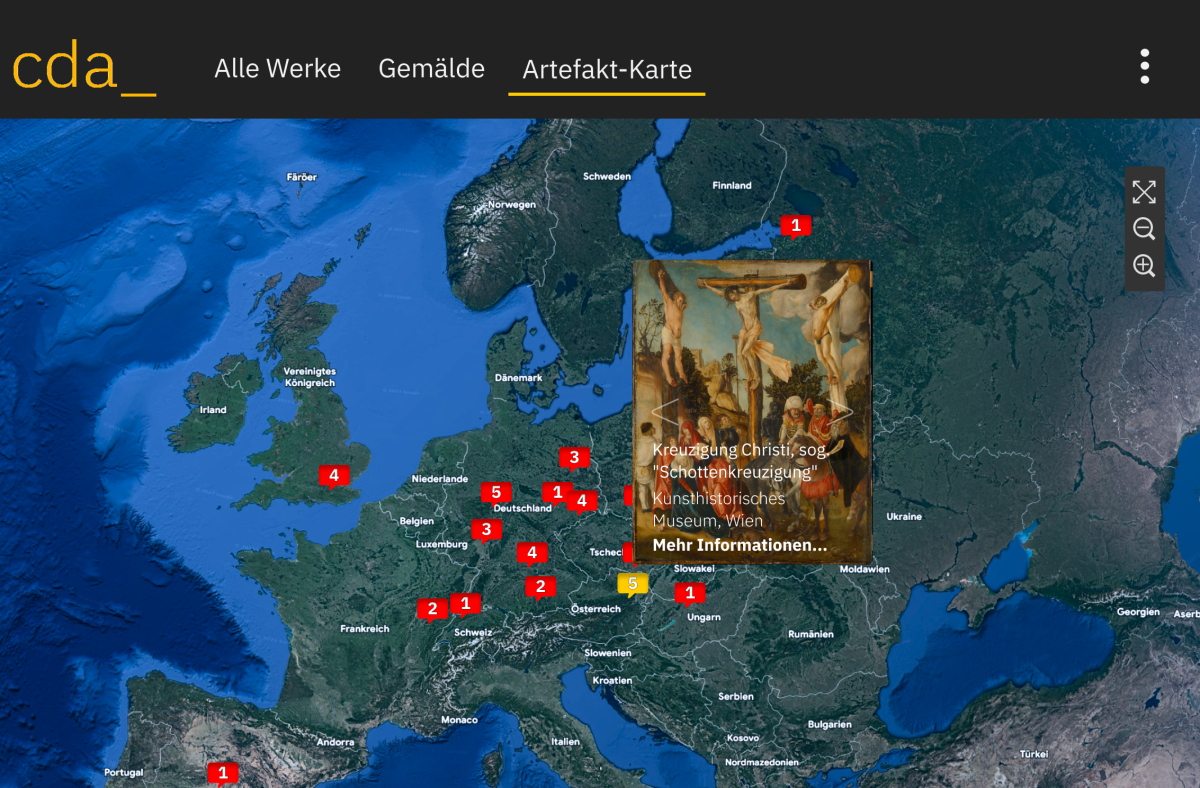 cda_
Alle Werke
Gemälde
Artefakt-Karte
Färöer
Schweden
Finnland
Norwegen
1
Dänemark
Vereinigtes
Königreich
Irland
Kreuzigung Christi, sog.
"Schottenkreuzigung"
Kunsthistorisches
Museum, Wien
Mehr Informationen...
3
4
Niederlande
5
1
4
Deutschland
Belgien
Ukraine
3
Luxemburg
4
Tschec
Slowakei
Moldawien
2
5
1
2
1
Österreich
Georgien
Aserb
Ungarn
Frankreich
Schweiz
Rumänien
Slowenien
Kroatien
Serbien
Monaco
Bulgarien
Andorra
Italien
Kosovo
Türkei
Nordmazedonien
Portugal
1